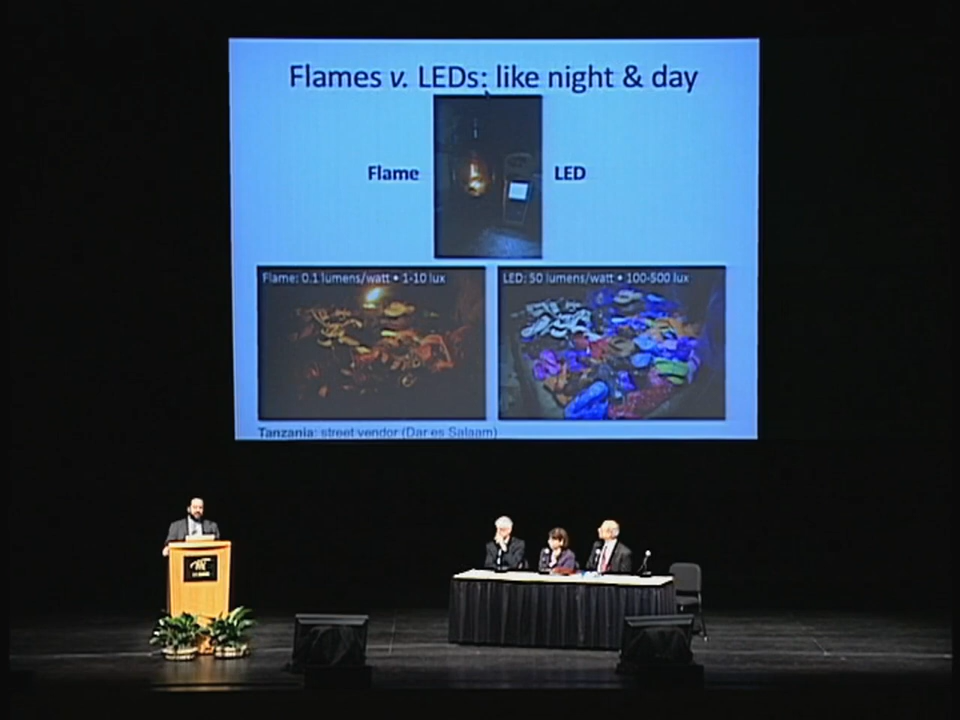 Flames v. LEDs: like night & day
Flame
LED
Flame: 0.1 lumens/watt • 1-10 lux
LED: 50 lumens/watt • 100-500 lux
Tanzania: street vendor (Dar es Salaam)